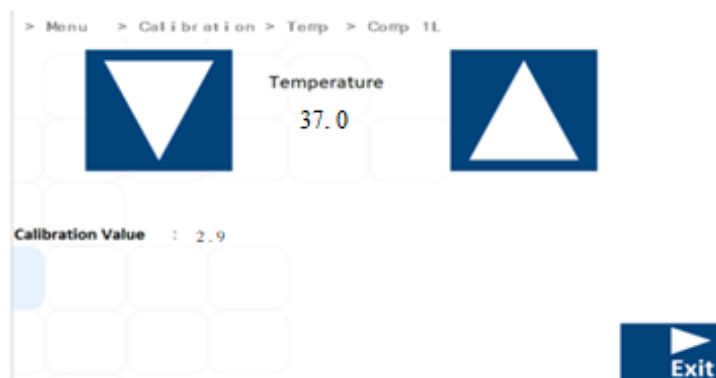 > Menu > Calibration > Temp > Comp 1L
Temperature
37.0
Calibration Value : 2.9
Exit